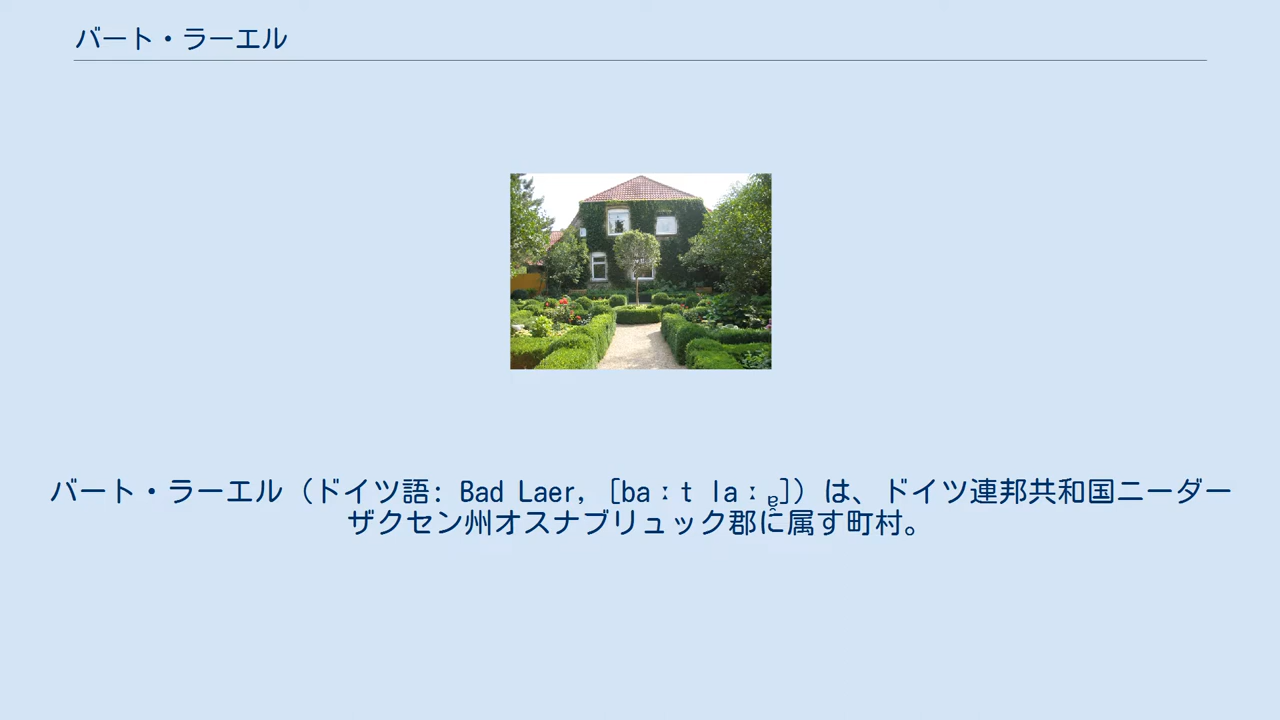 バート・ラーエル
バート・ラーエル（ドイツ語: Bad Laer, [baːt laːɐ̯]）は、ドイツ連邦共和国ニーダー
ザクセン州オスナブリュック郡に属す町村。